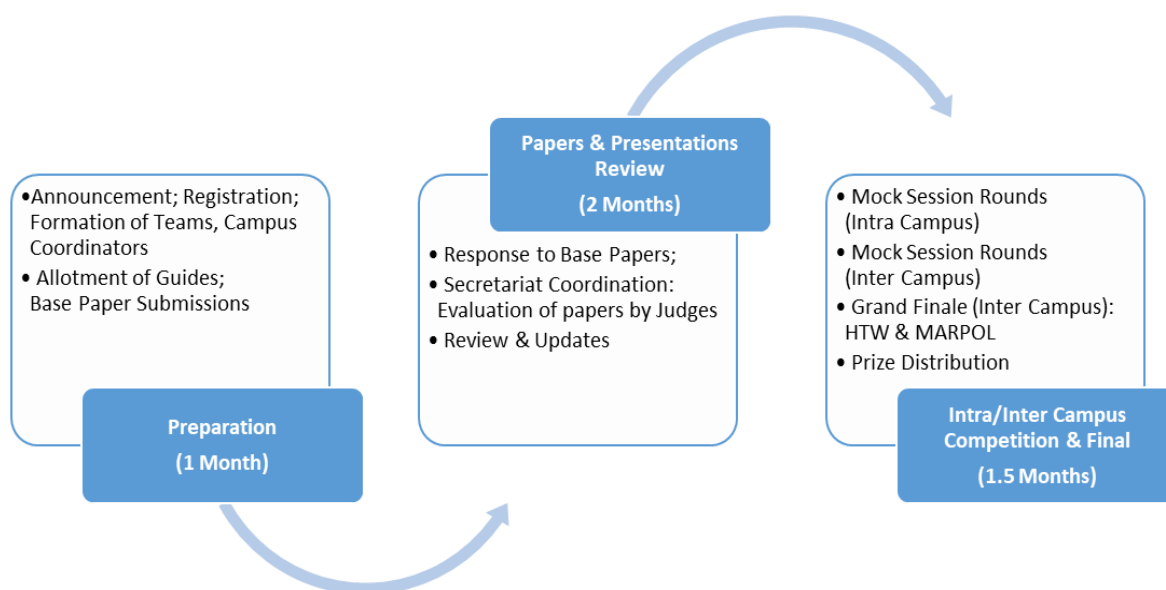 •Announcement; Registration;
Formation of Teams, Campus
Coordinators
• Allotment of Guides;
Base Paper Submissions
Preparation
(1 Month)
Papers & Presentations
Review
(2 Months)
• Response to Base Papers;
• Secretariat Coordination:
Evaluation of papers by Judges
• Review & Updates
• Mock Session Rounds
(Intra Campus)
• Mock Session Rounds
(Inter Campus)
• Grand Finale (Inter Campus):
HTW & MARPOL
• Prize Distribution
Intra/Inter Campus
Competition & Final
(1.5 Months)